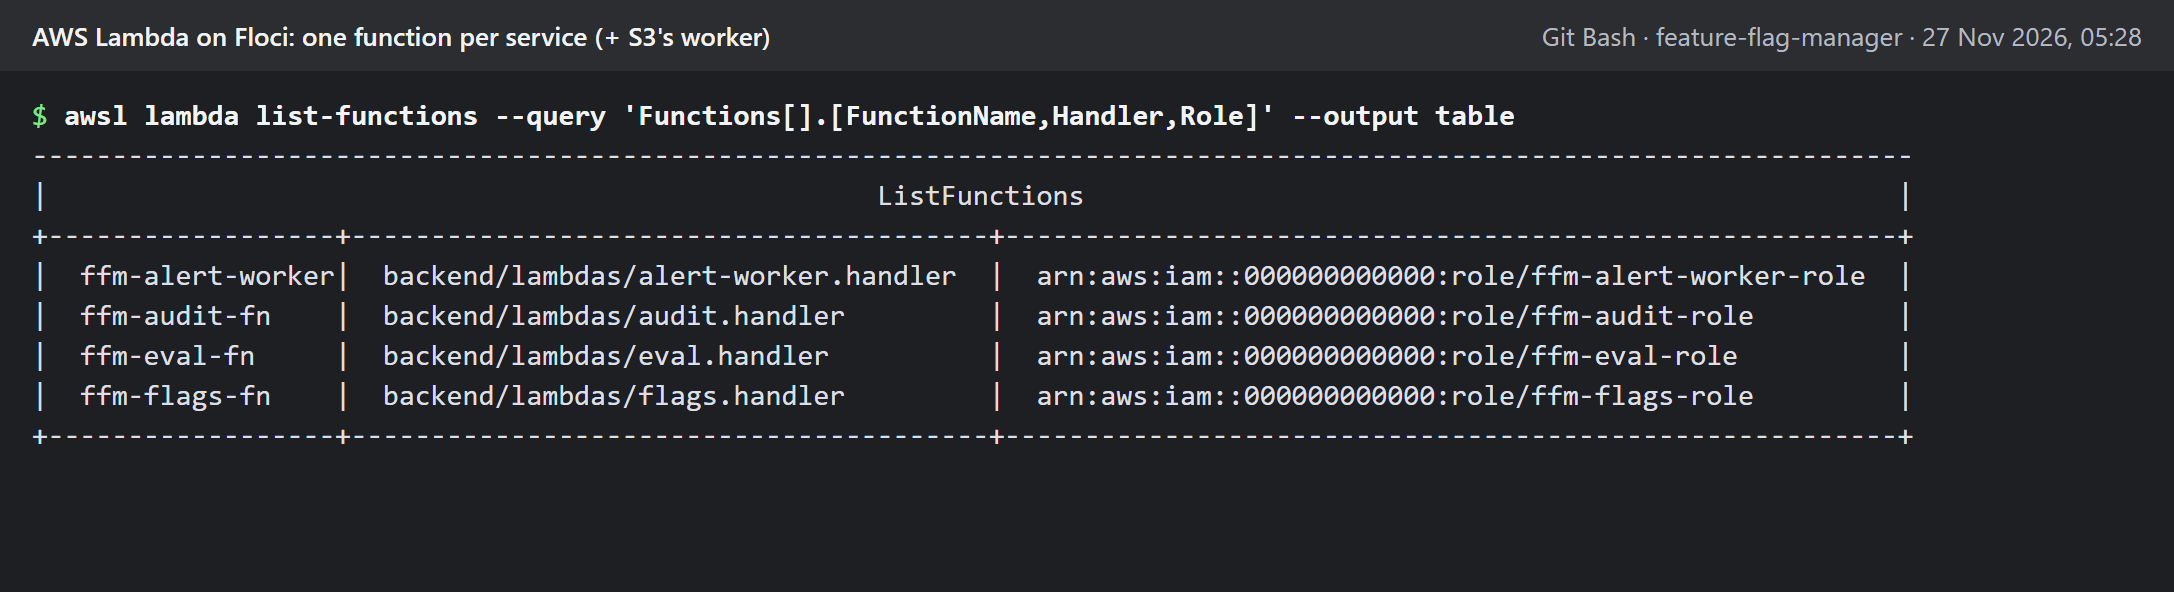 AWS Lambda on Floci: one function per service (+ S3's worker)
Git Bash · feature-flag-manager · 27 Nov 2026, 05:28
$ awsl lambda list-functions --query 'Functions[].[FunctionName,Handler,Role]' --output table
----------------------------------------------------------------------------------------------------------------------
|                                                    ListFunctions                                                   |
+------------------+----------------------------------------+--------------------------------------------------------+
|  ffm-alert-worker|  backend/lambdas/alert-worker.handler  |  arn:aws:iam::000000000000:role/ffm-alert-worker-role  |
|  ffm-audit-fn    |  backend/lambdas/audit.handler         |  arn:aws:iam::000000000000:role/ffm-audit-role         |
|  ffm-eval-fn     |  backend/lambdas/eval.handler          |  arn:aws:iam::000000000000:role/ffm-eval-role          |
|  ffm-flags-fn    |  backend/lambdas/flags.handler         |  arn:aws:iam::000000000000:role/ffm-flags-role         |
+------------------+----------------------------------------+--------------------------------------------------------+